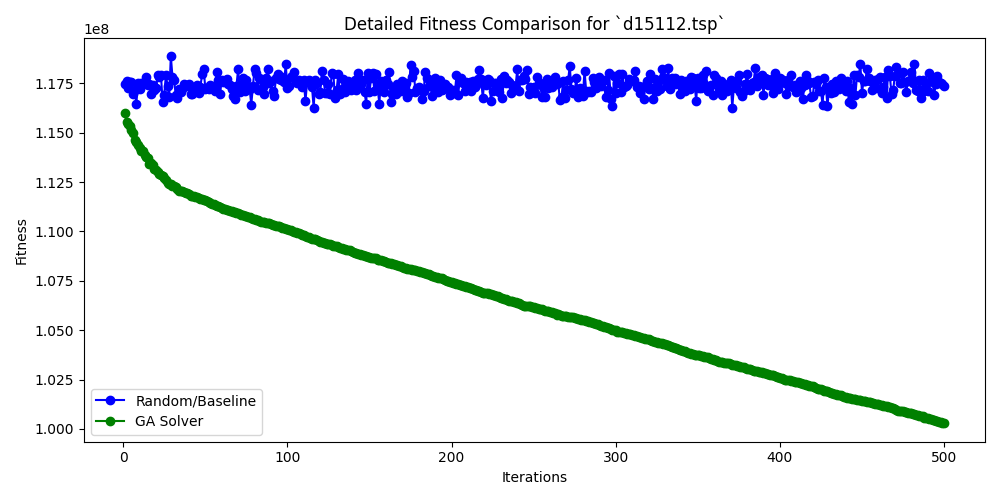 Detailed Fitness Comparison for `d15112.tsp`
1e8
1.175
1.150
1.125
1.100
1.075
1.050
1.025
1.000
Fitness
Random/Baseline
GA Solver
0
100
200
300
400
500
Iterations